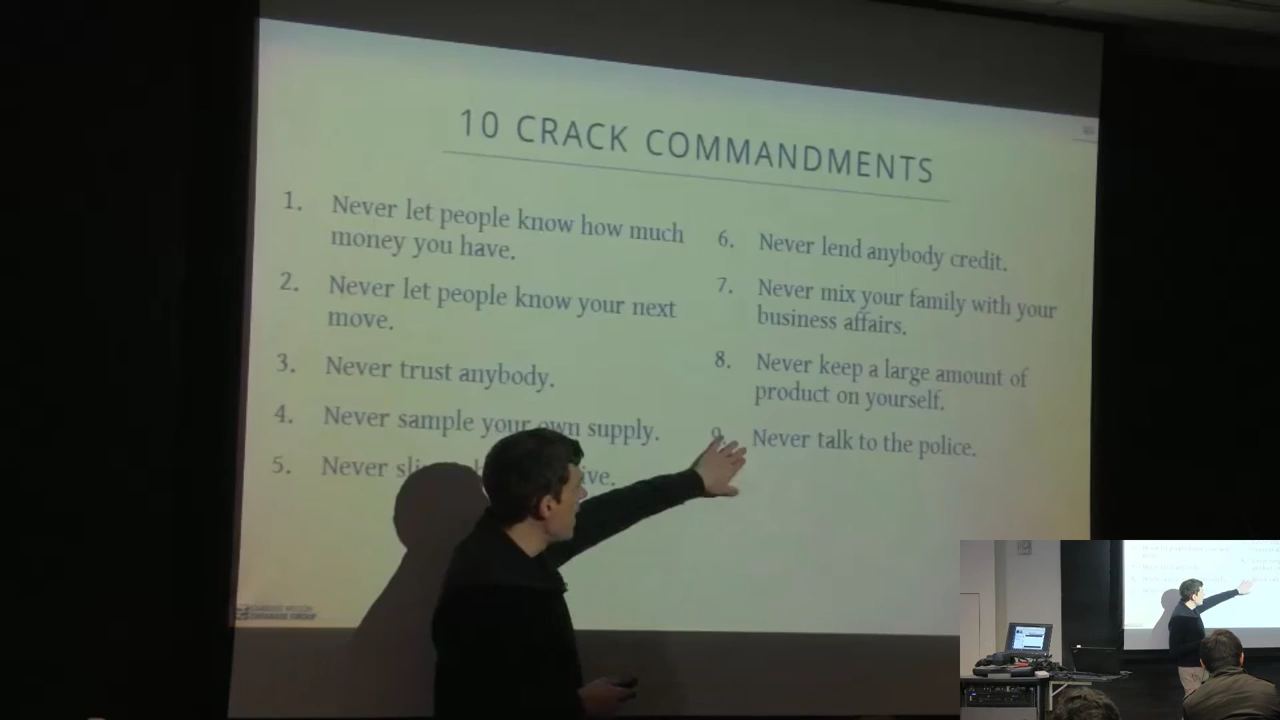 10 CRACK COMMANDMENTS
1. Never let people know how much
money you have.
2. Never let people know your next
move.
3. Never trust anybody.
4. Never sample your own supply.
5. Never
6. Never lend anybody credit.
7. Never mix your family with your
business affairs.
8. Never keep a large amount of
product on yourself.
9. Never talk to the police.